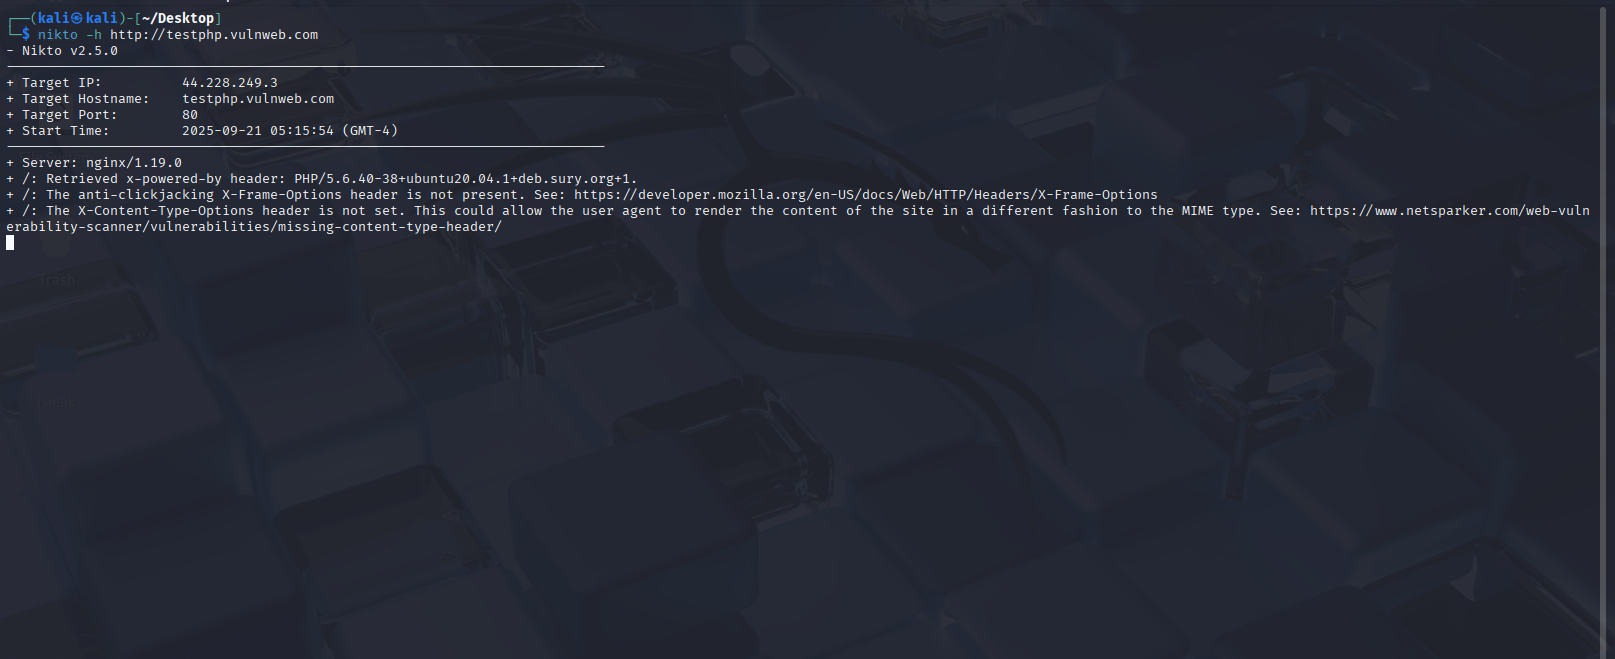 ┌──(kali㉿kali)-[~/Desktop]
└─$ nikto -h http://testphp.vulnweb.com
- Nikto v2.5.0
---------------------------------------------------------------------------
+ Target IP:          44.228.249.3
+ Target Hostname:    testphp.vulnweb.com
+ Target Port:        80
+ Start Time:         2025-09-21 05:15:54 (GMT-4)
---------------------------------------------------------------------------
+ Server: nginx/1.19.0
+ /: Retrieved x-powered-by header: PHP/5.6.40-38+ubuntu20.04.1+deb.sury.org+1.
+ /: The anti-clickjacking X-Frame-Options header is not present. See: https://developer.mozilla.org/en-US/docs/Web/HTTP/Headers/X-Frame-Options
+ /: The X-Content-Type-Options header is not set. This could allow the user agent to render the content of the site in a different fashion to the MIME type. See: https://www.netsparker.com/web-vuln
erability-scanner/vulnerabilities/missing-content-type-header/
Trash